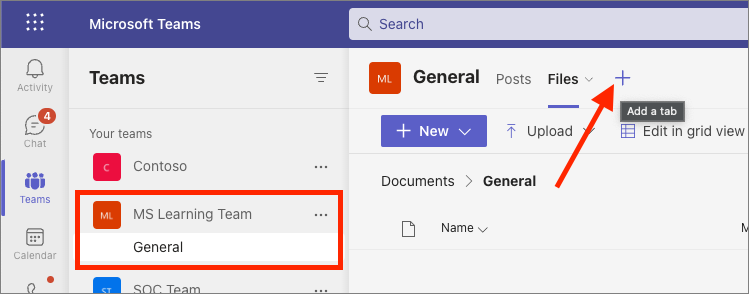 Microsoft Teams
Search
Activity
4
Chat
Teams
Calendar
Teams
Your teams
C Contoso ...
ML MS Learning Team ...
General
ST SOC Team ...
ML General Posts Files
Add a tab
New Upload Edit in grid view
Documents > General
Name